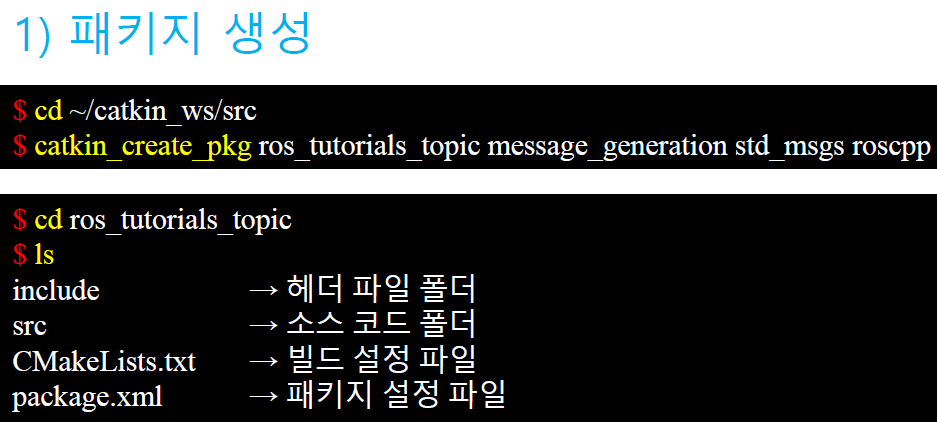 1) 패키지 생성
$ cd ~/catkin_ws/src
$ catkin_create_pkg ros_tutorials_topic message_generation std_msgs roscpp
$ cd ros_tutorials_topic
$ ls
include → 헤더 파일 폴더
src → 소스 코드 폴더
CMakeLists.txt → 빌드 설정 파일
package.xml → 패키지 설정 파일